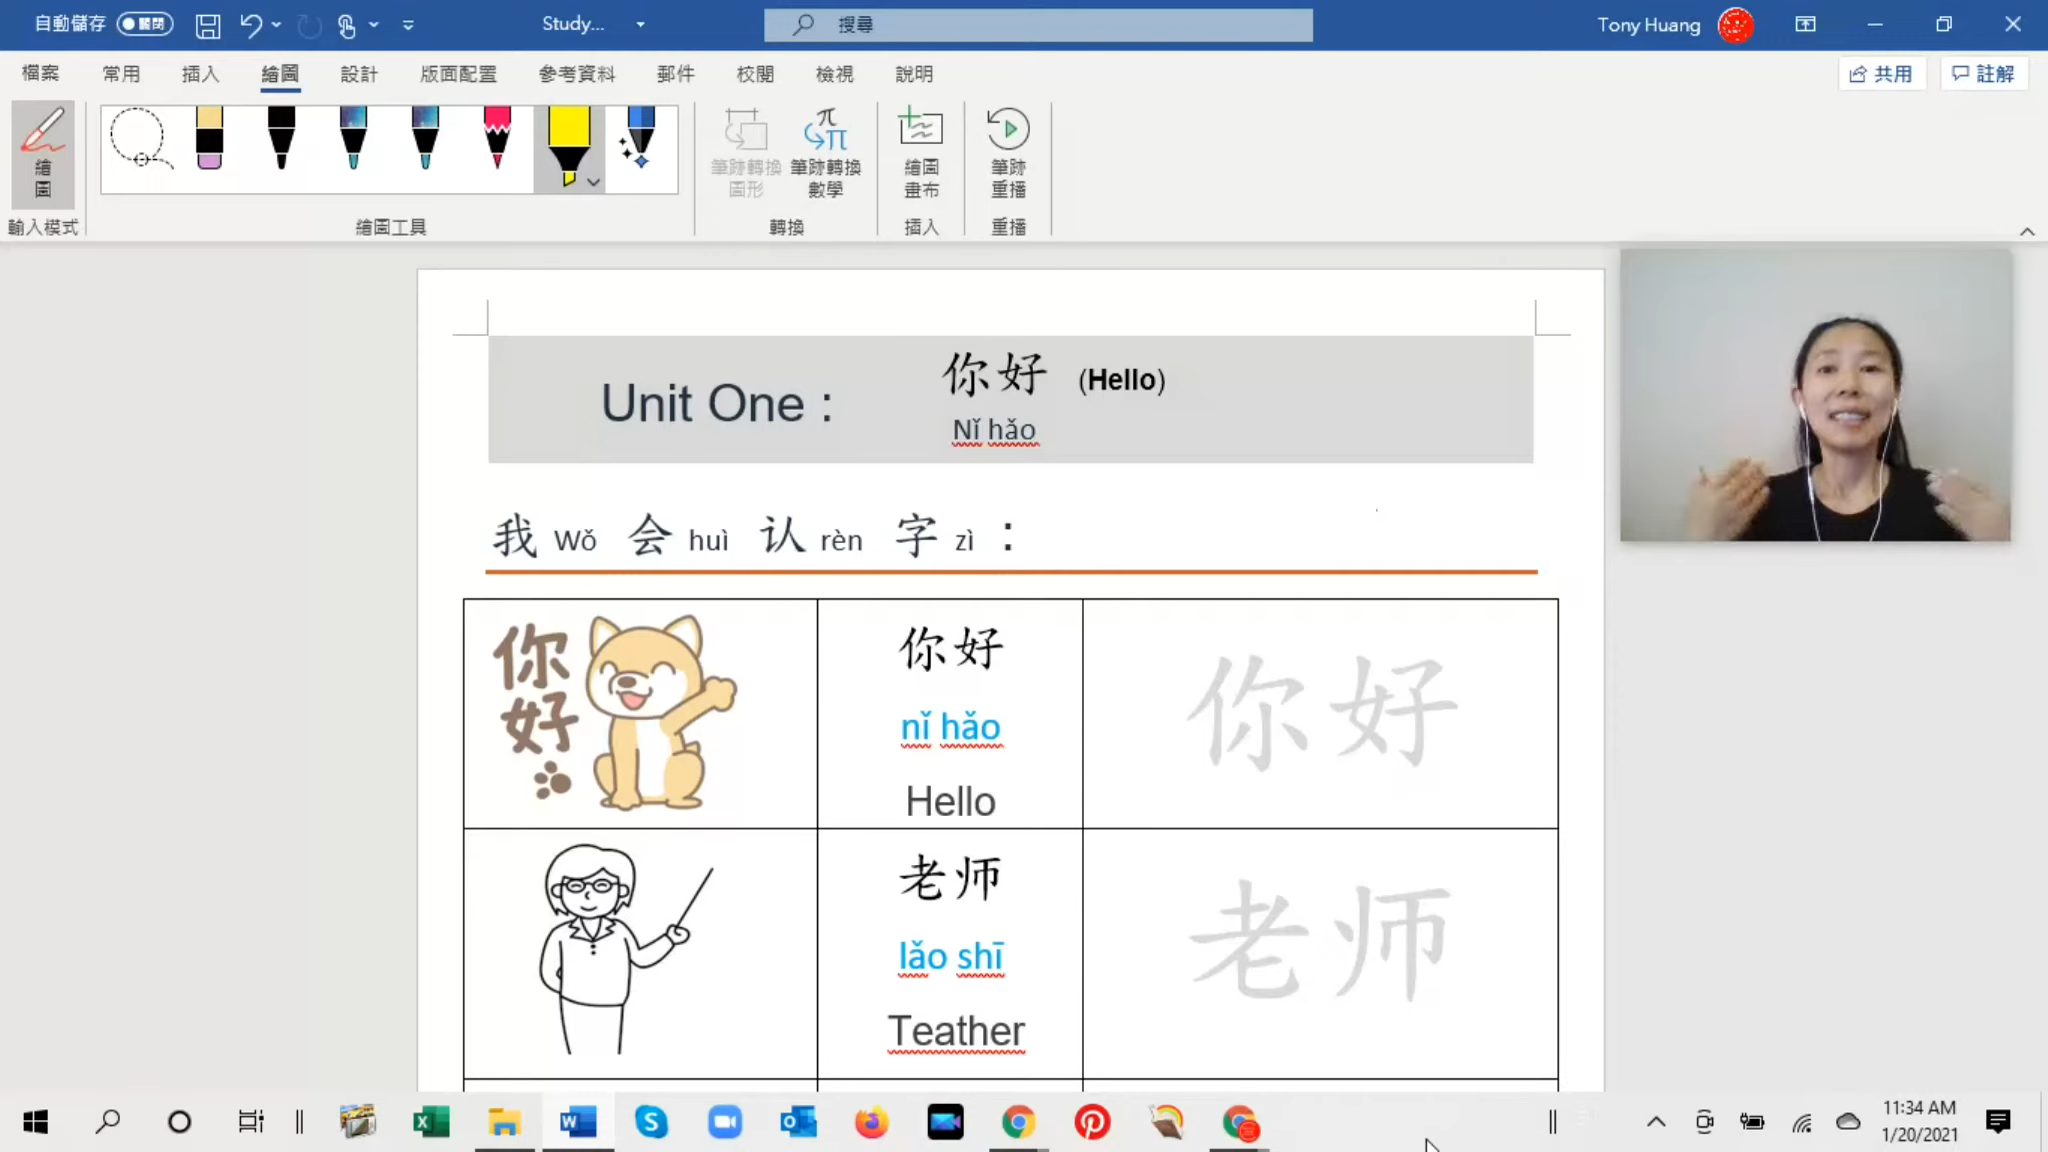 自動儲存 關閉 Study... 搜尋 Tony Huang
檔案 常用 插入 繪圖 設計 版面配置 參考資料 郵件 校閱 檢視 說明 共用 註解
繪圖 筆跡轉換圖形 筆跡轉換數學 繪圖畫布 筆跡重播
輸入模式 繪圖工具 轉換 插入 重播
Unit One : 你好 (Hello)
Nǐ hǎo
我 Wǒ 会 huì 认 rèn 字 zì :
你好
你好
nǐ hǎo
Hello
你好
老师
lǎo shī
Teather
老师
11:34 AM
1/20/2021